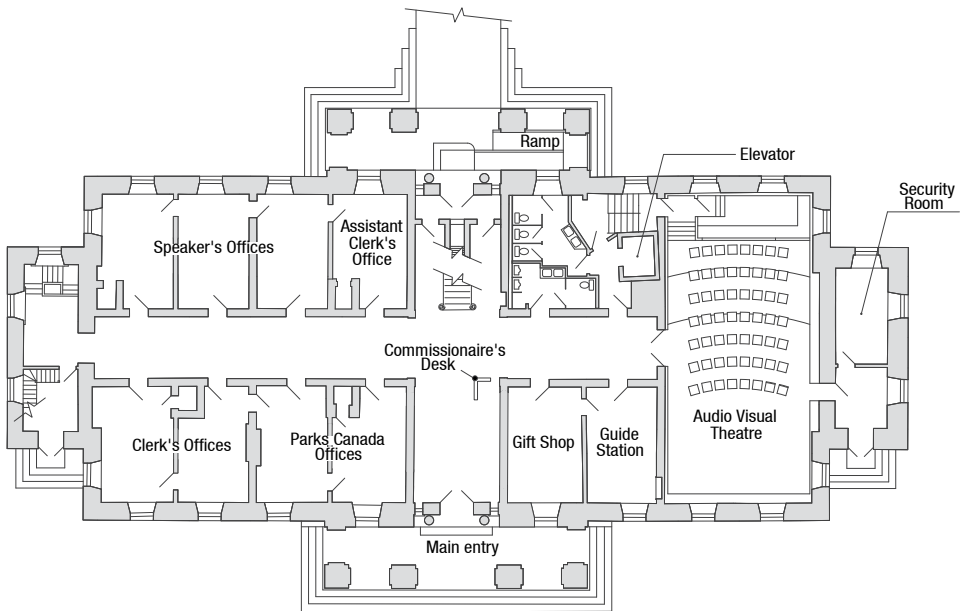 Ramp
Elevator
Security
Room
Speaker's Offices
Assistant
Clerk's
Office
Commissionaire's
Desk
Clerk's Offices
Parks Canada
Offices
Gift Shop
Guide
Station
Audio Visual
Theatre
Main entry